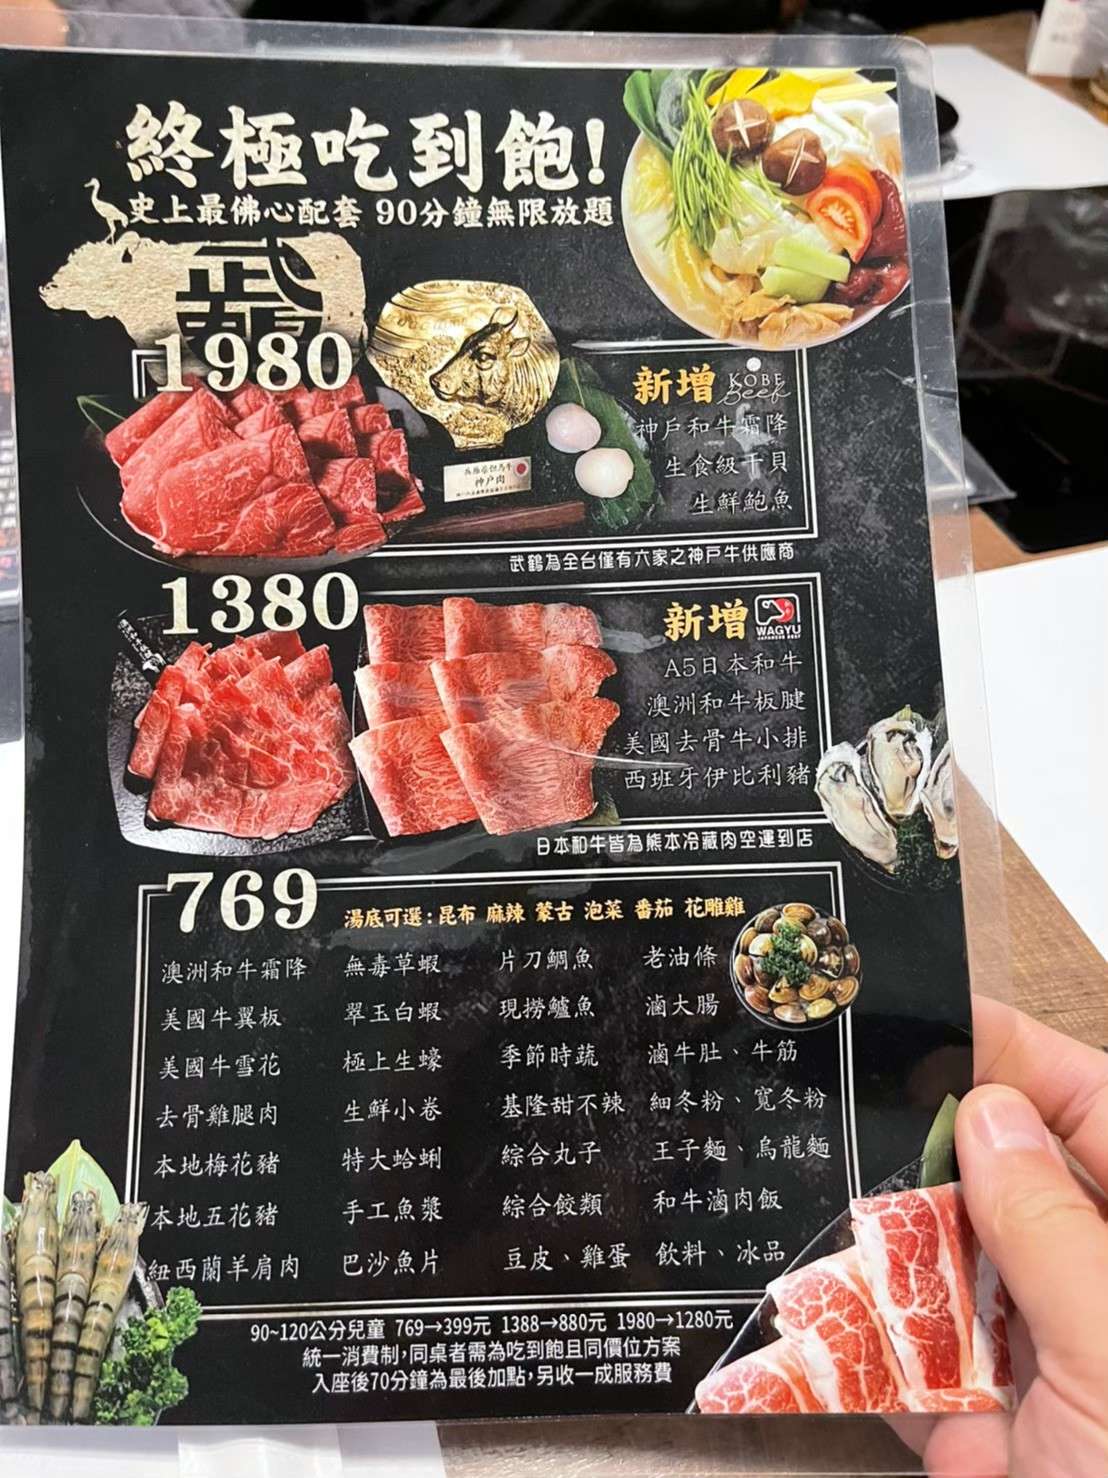 終極吃到飽!
史上最佛心配套 90分鐘無限放題
武鶴
1980
新增 KOBE Beef
神戶和牛霜降
生食級干貝
生鮮鮑魚
兵庫県但馬牛
神戸肉
武鶴為全台僅有六家之神戶牛供應商
1380
新增 WAGYU
JAPANESE BEEF
A5日本和牛
澳洲和牛板腱
美國去骨牛小排
西班牙伊比利豬
日本和牛皆為熊本冷藏肉空運到店
769
湯底可選:昆布 麻辣 蒙古 泡菜 番茄 花雕雞
澳洲和牛霜降 無毒草蝦 片刀鯛魚 老油條
美國牛翼板 翠玉白蝦 現撈鱸魚 滷大腸
美國牛雪花 極上生蠔 季節時蔬 滷牛肚、牛筋
去骨雞腿肉 生鮮小卷 基隆甜不辣 細冬粉、寬冬粉
本地梅花豬 特大蛤蜊 綜合丸子 王子麵、烏龍麵
本地五花豬 手工魚漿 綜合餃類 和牛滷肉飯
紐西蘭羊肩肉 巴沙魚片 豆皮、雞蛋 飲料、冰品
90~120公分兒童 769→399元 1388→880元 1980→1280元
統一消費制,同桌者需為吃到飽且同價位方案
入座後70分鐘為最後加點,另收一成服務費